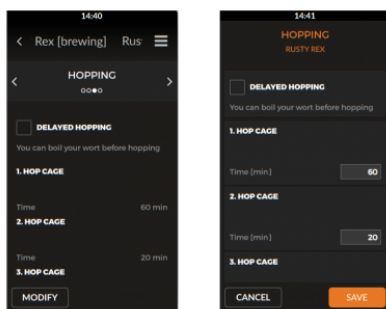 14:40
Rex [brewing] Rus
HOPPING
DELAYED HOPPING
You can boil your wort before hopping
1. HOP CAGE
Time 60 min
2. HOP CAGE
Time 20 min
3. HOP CAGE
MODIFY
14:41
HOPPING
RUSTY REX
DELAYED HOPPING
You can boil your wort before hopping
1. HOP CAGE
Time [min] 60
2. HOP CAGE
Time [min] 20
3. HOP CAGE
CANCEL SAVE